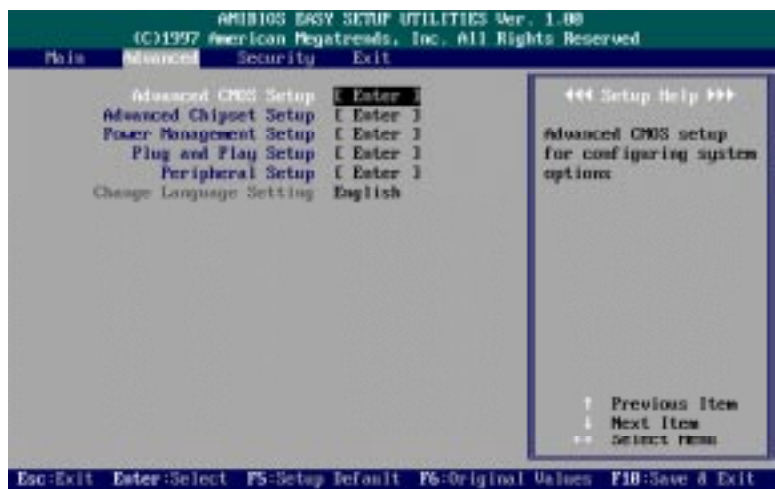 AMIBIOS EASY SETUP UTILITIES Ver. 1.00
(C)1997 American Megatrends, Inc. All Rights Reserved
Main Advanced Security Exit
Advanced CMOS Setup [ Enter ]
Advanced Chipset Setup [ Enter ]
Power Management Setup [ Enter ]
Plug and Play Setup [ Enter ]
Peripheral Setup [ Enter ]
Change Language Setting English
Setup Help
Advanced CMOS setup
for configuring system
options
↑ Previous Item
↓ Next Item
↔ Select Menu
Esc:Exit Enter:Select F5:Setup Default F6:Original Values F10:Save & Exit